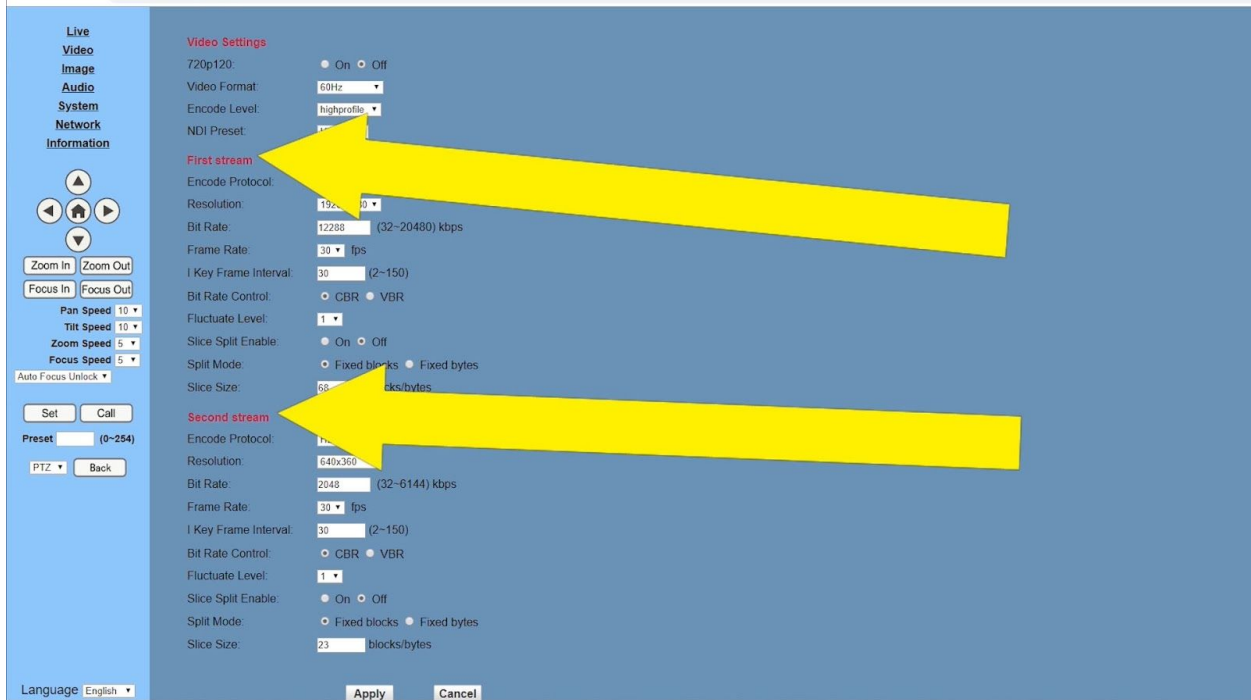 Live
Video
Image
Audio
System
Network
Information
Zoom In Zoom Out
Focus In Focus Out
Pan Speed 10
Tilt Speed 10
Zoom Speed 5
Focus Speed 5
Auto Focus Unlock
Set Call
Preset (0~254)
PTZ Back
Language English
Video Settings
720p120: On Off
Video Format: 60Hz
Encode Level: highprofile
NDI Preset:
First stream
Encode Protocol:
Resolution:
Bit Rate: 12288 (32~20480) kbps
Frame Rate: 30 fps
I Key Frame Interval: 30 (2~150)
Bit Rate Control: CBR VBR
Fluctuate Level: 1
Slice Split Enable: On Off
Split Mode: Fixed blocks Fixed bytes
Slice Size: 68
Second stream
Encode Protocol:
Resolution: 640x360
Bit Rate: 2048 (32~6144) kbps
Frame Rate: 30 fps
I Key Frame Interval: 30 (2~150)
Bit Rate Control: CBR VBR
Fluctuate Level: 1
Slice Split Enable: On Off
Split Mode: Fixed blocks Fixed bytes
Slice Size: 23 blocks/bytes
Apply Cancel